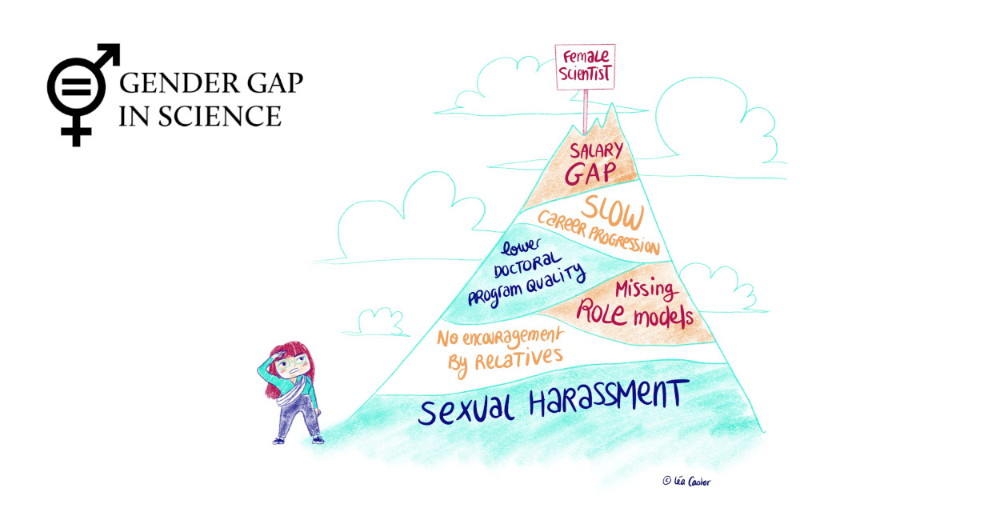 GENDER GAP
IN SCIENCE
Female
Scientist
SALARY
GAP
SLOW
CAREER PROGRESSION
lower
DOCTORAL
PROGRAM QUALITY
Missing
ROLE models
No encouragement
By RELATIVES
Sexual Harassment
© Léa Castor